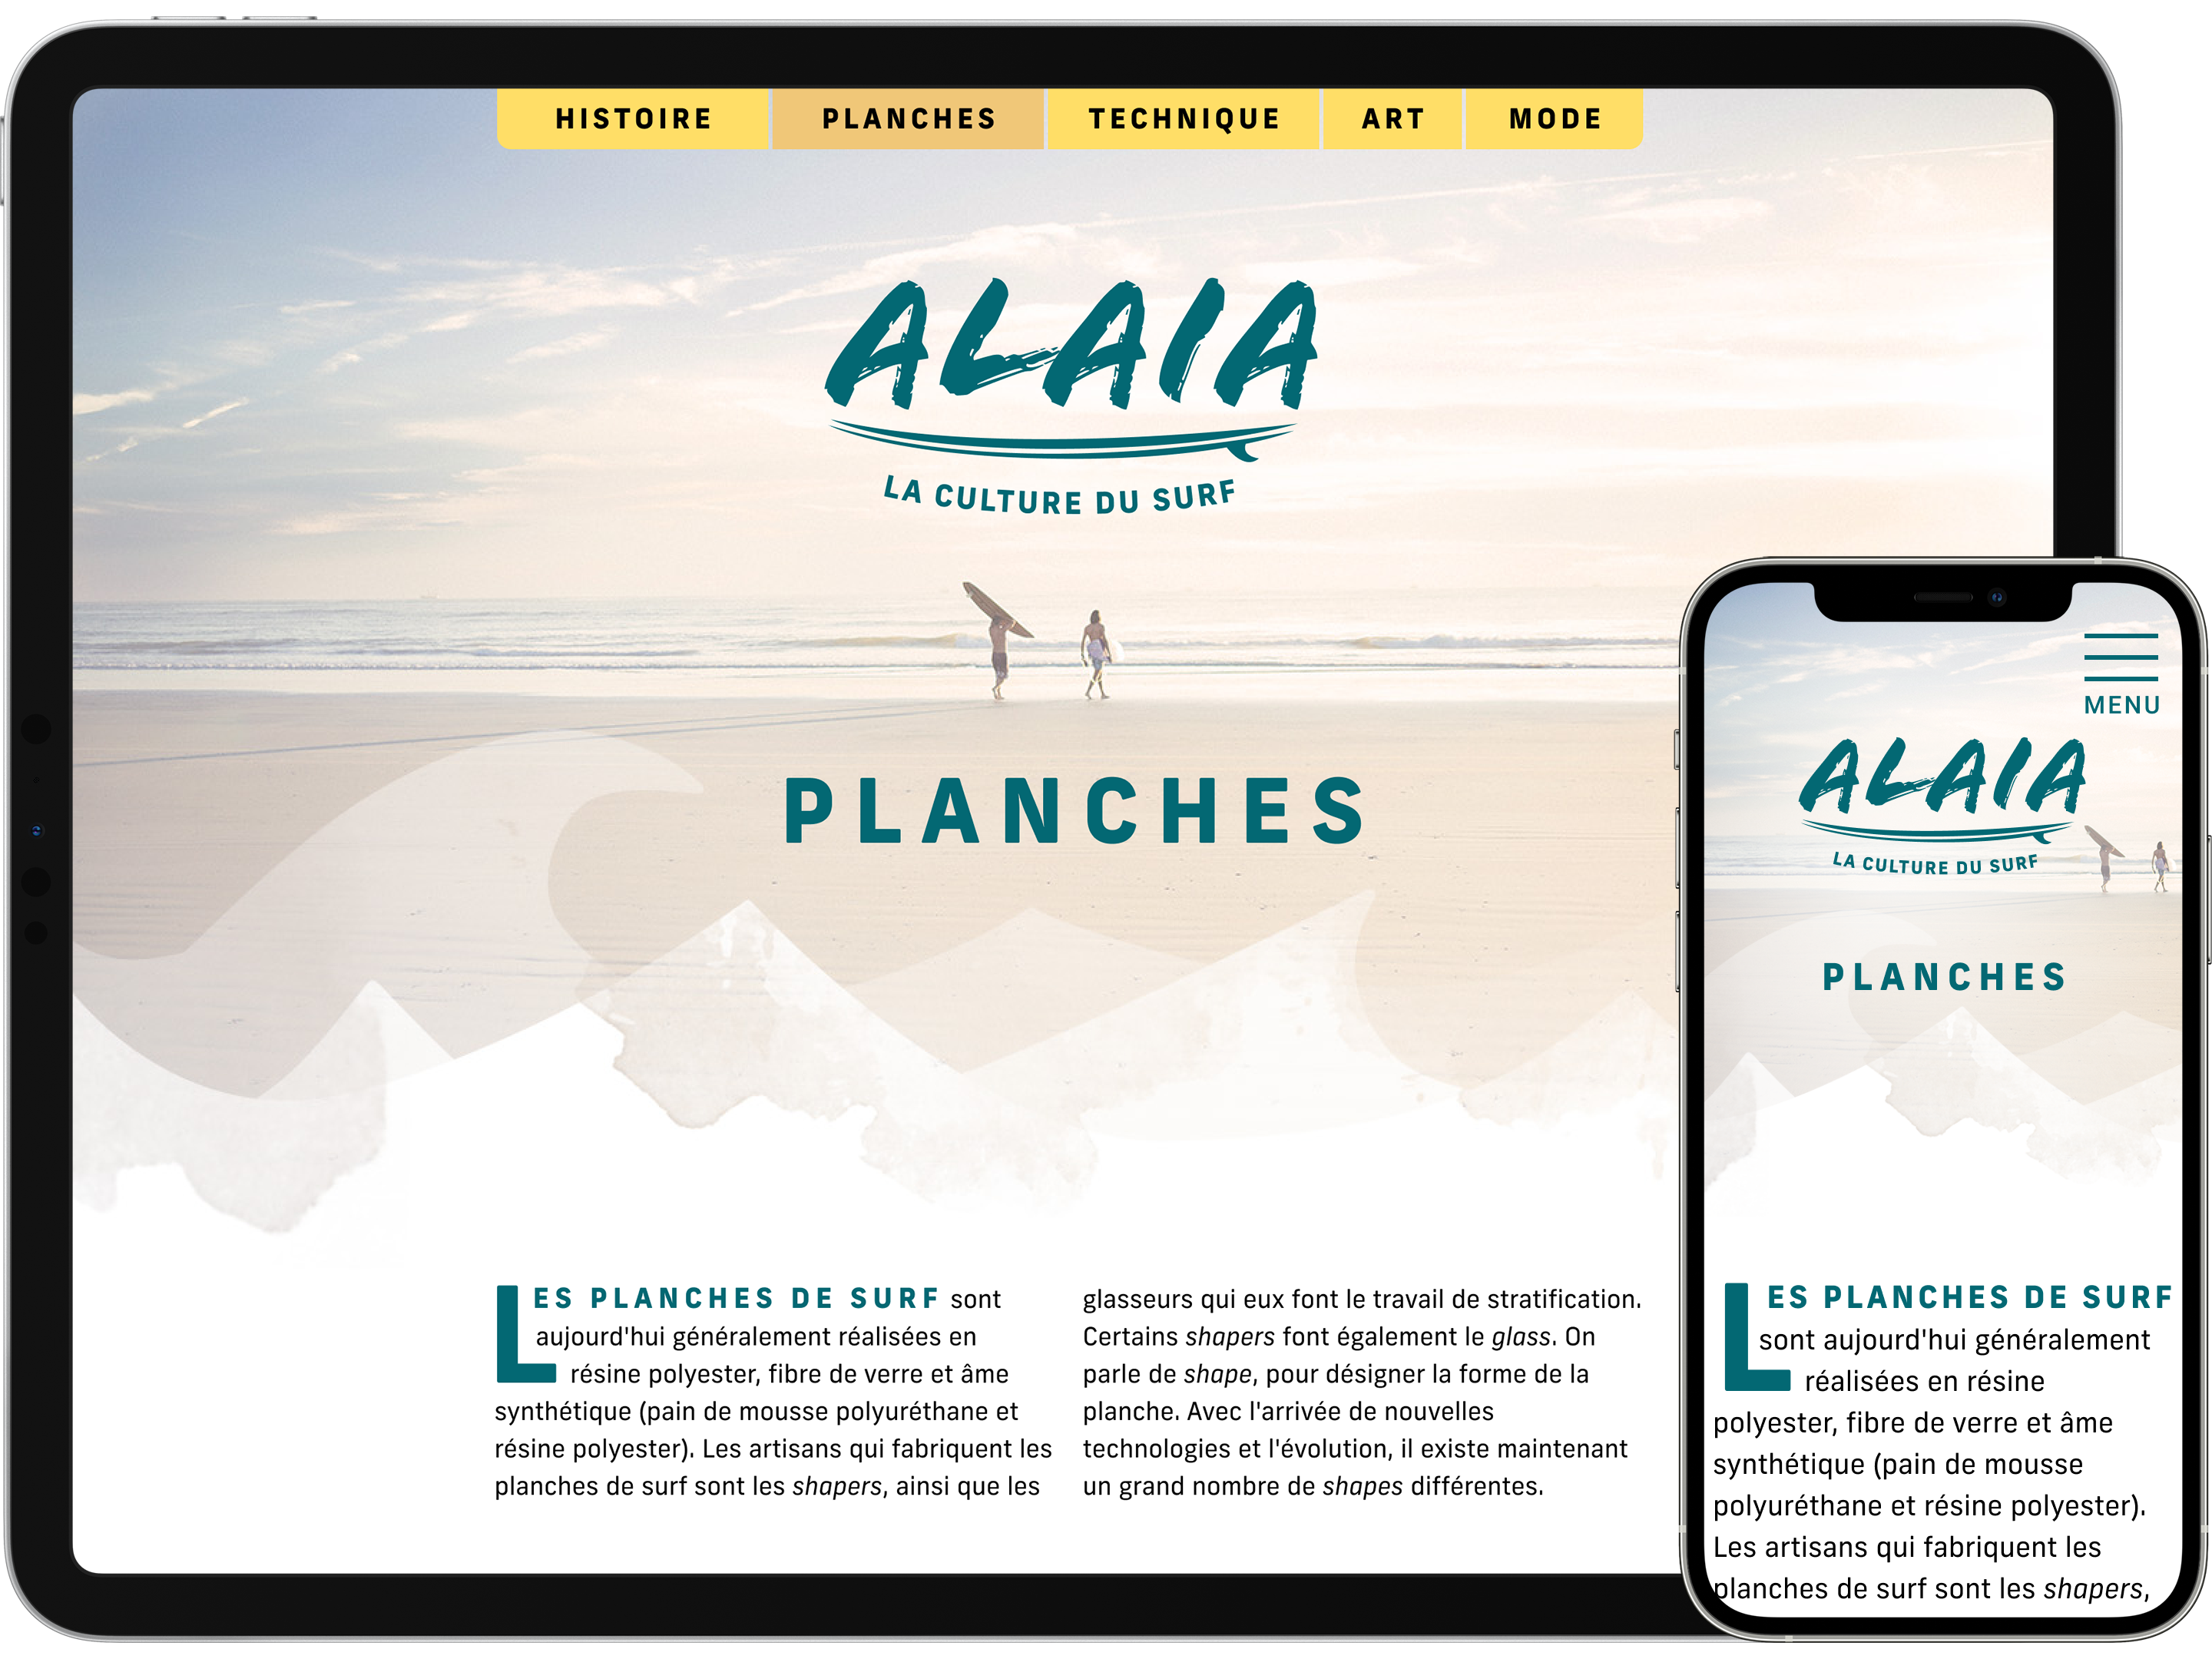 HISTOIRE PLANCHES TECHNIQUE ART MODE
ALAIA
LA CULTURE DU SURF
PLANCHES
LES PLANCHES DE SURF sont
aujourd'hui généralement réalisées en
résine polyester, fibre de verre et âme
synthétique (pain de mousse polyuréthane et
résine polyester). Les artisans qui fabriquent les
planches de surf sont les shapers, ainsi que les
glasseurs qui eux font le travail de stratification.
Certains shapers font également le glass. On
parle de shape, pour désigner la forme de la
planche. Avec l'arrivée de nouvelles
technologies et l'évolution, il existe maintenant
un grand nombre de shapes différentes.
MENU
ALAIA
LA CULTURE DU SURF
PLANCHES
LES PLANCHES DE SURF
sont aujourd'hui généralement
réalisées en résine
polyester, fibre de verre et âme
synthétique (pain de mousse
polyuréthane et résine polyester).
Les artisans qui fabriquent les
planches de surf sont les shapers,